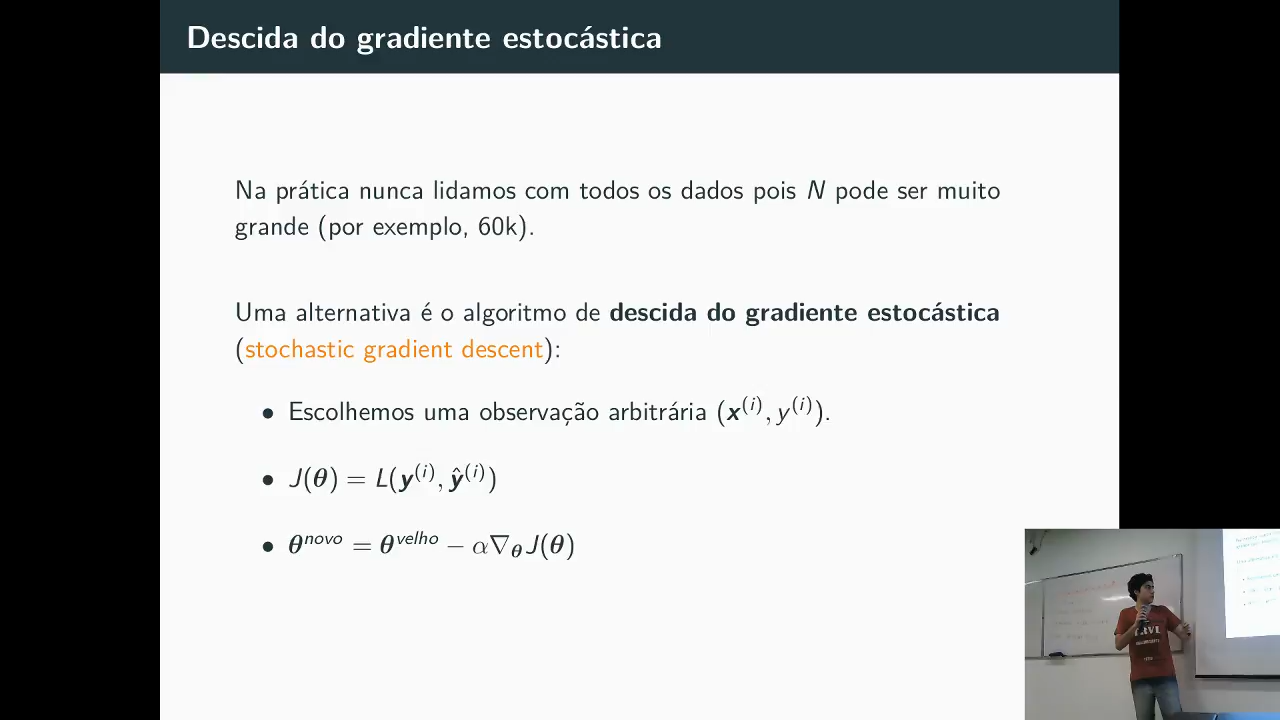 Descida do gradiente estocástica
Na prática nunca lidamos com todos os dados pois N pode ser muito
grande (por exemplo, 60k).
Uma alternativa é o algoritmo de descida do gradiente estocástica
(stochastic gradient descent):
• Escolhemos uma observação arbitrária (x^(i), y^(i)).
• J(θ) = L(y^(i), ŷ^(i))
• θ^novo = θ^velho − α∇_θ J(θ)